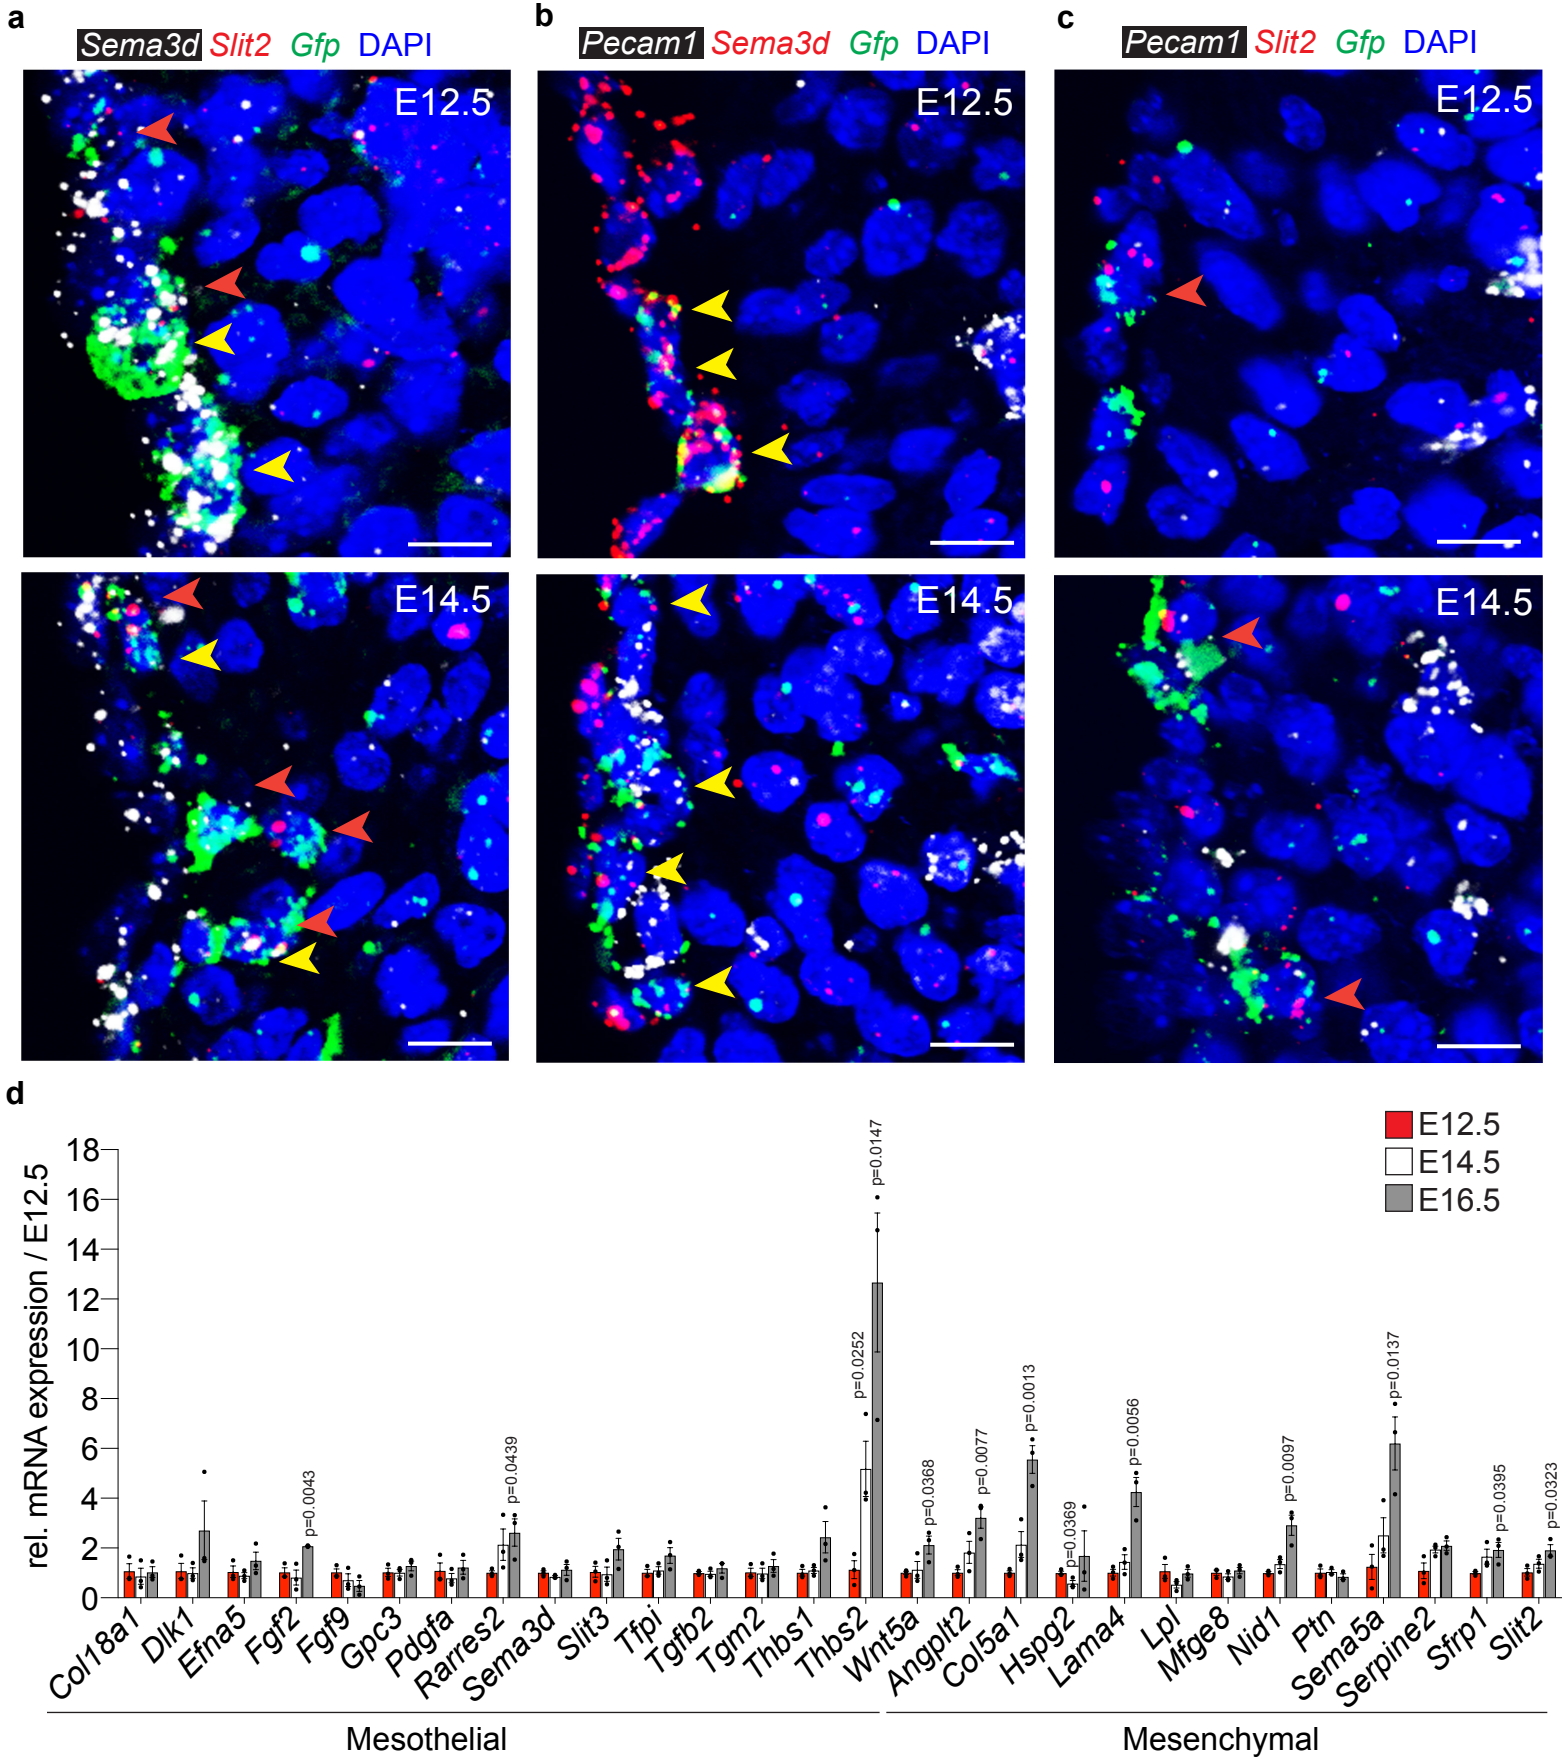 a
Sema3d Slit2 Gfp DAPI
E12.5
E14.5
b
Pecam1 Sema3d Gfp DAPI
E12.5
E14.5
c
Pecam1 Slit2 Gfp DAPI
E12.5
E14.5
d
rel. mRNA expression / E12.5
18
16
14
12
10
8
6
4
2
0
E12.5
E14.5
E16.5
p=0.0043
p=0.0439
p=0.0252
p=0.0147
p=0.0368
p=0.0077
p=0.0013
p=0.0369
p=0.0056
p=0.0097
p=0.0137
p=0.0395
p=0.0323
Col18a1
Dlk1
Efna5
Fgf2
Fgf9
Gpc3
Pdgfa
Rarres2
Sema3d
Slit3
Tfpi
Tgfb2
Tgm2
Thbs1
Thbs2
Wnt5a
Angplt2
Col5a1
Hspg2
Lama4
Lpl
Mfge8
Nid1
Ptn
Sema5a
Serpine2
Sfrp1
Slit2
Mesothelial
Mesenchymal